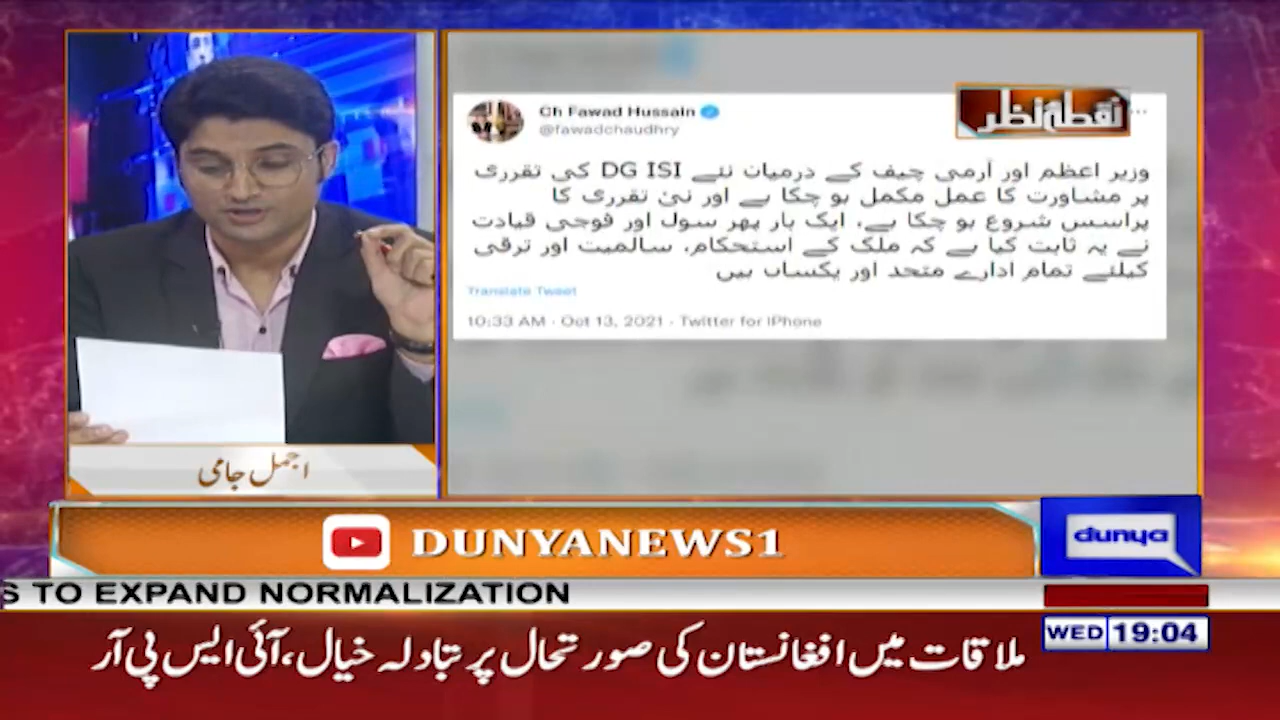 Ch Fawad Hussain
@fawadchaudhry
نقطۂ نظر
وزیر اعظم اور آرمی چیف کے درمیان نئے DG ISI کی تقرری
پر مشاورت کا عمل مکمل ہو چکا ہے اور نئ تقرری کا
پراسس شروع ہو چکا ہے، ایک بار پھر سول اور فوجی قیادت
نے یہ ثابت کیا ہے کہ ملک کے استحکام، سالمیت اور ترقی
کیلئے تمام ادارے متحد اور یکساں ہیں
Translate Tweet
10:33 AM · Oct 13, 2021 · Twitter for iPhone
اجمل جامی
DUNYANEWS1
dunya
S TO EXPAND NORMALIZATION
WED 19:04
ملاقات میں افغانستان کی صورتحال پر تبادلہ خیال، آئی ایس پی آر